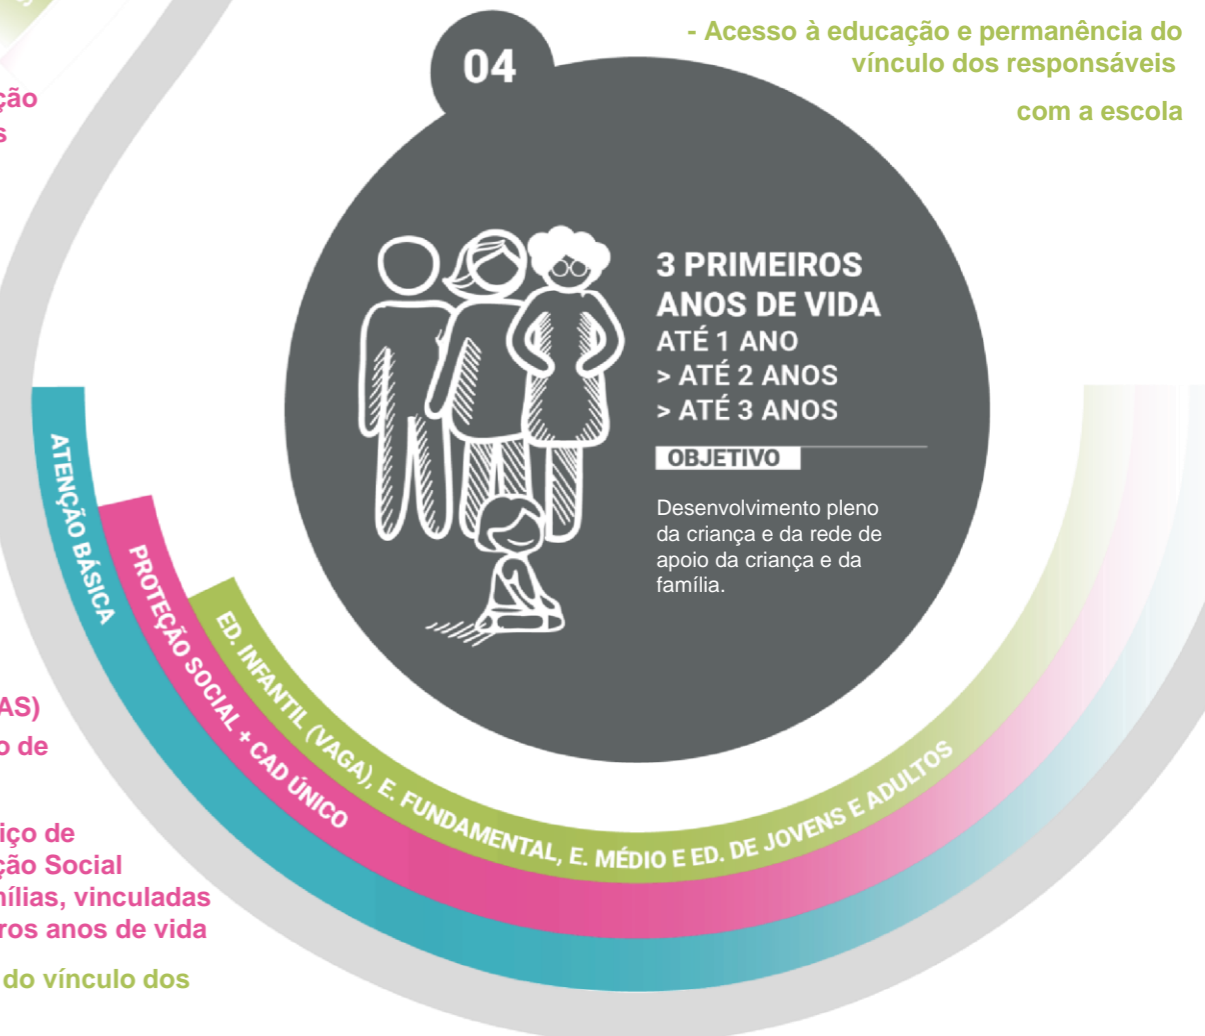 04
- Acesso à educação e permanência do
vínculo dos responsáveis
com a escola
ção
s
3 PRIMEIROS
ANOS DE VIDA
ATÉ 1 ANO
> ATÉ 2 ANOS
> ATÉ 3 ANOS
OBJETIVO
Desenvolvimento pleno
da criança e da rede de
apoio da criança e da
família.
ATENÇÃO BÁSICA
PROTEÇÃO SOCIAL + CAD ÚNICO
ED. INFANTIL (VAGA), E. FUNDAMENTAL, E. MÉDIO E ED. DE JOVENS E ADULTOS
AS)
o de
iço de
ção Social
mílias, vinculadas
ros anos de vida
do vínculo dos